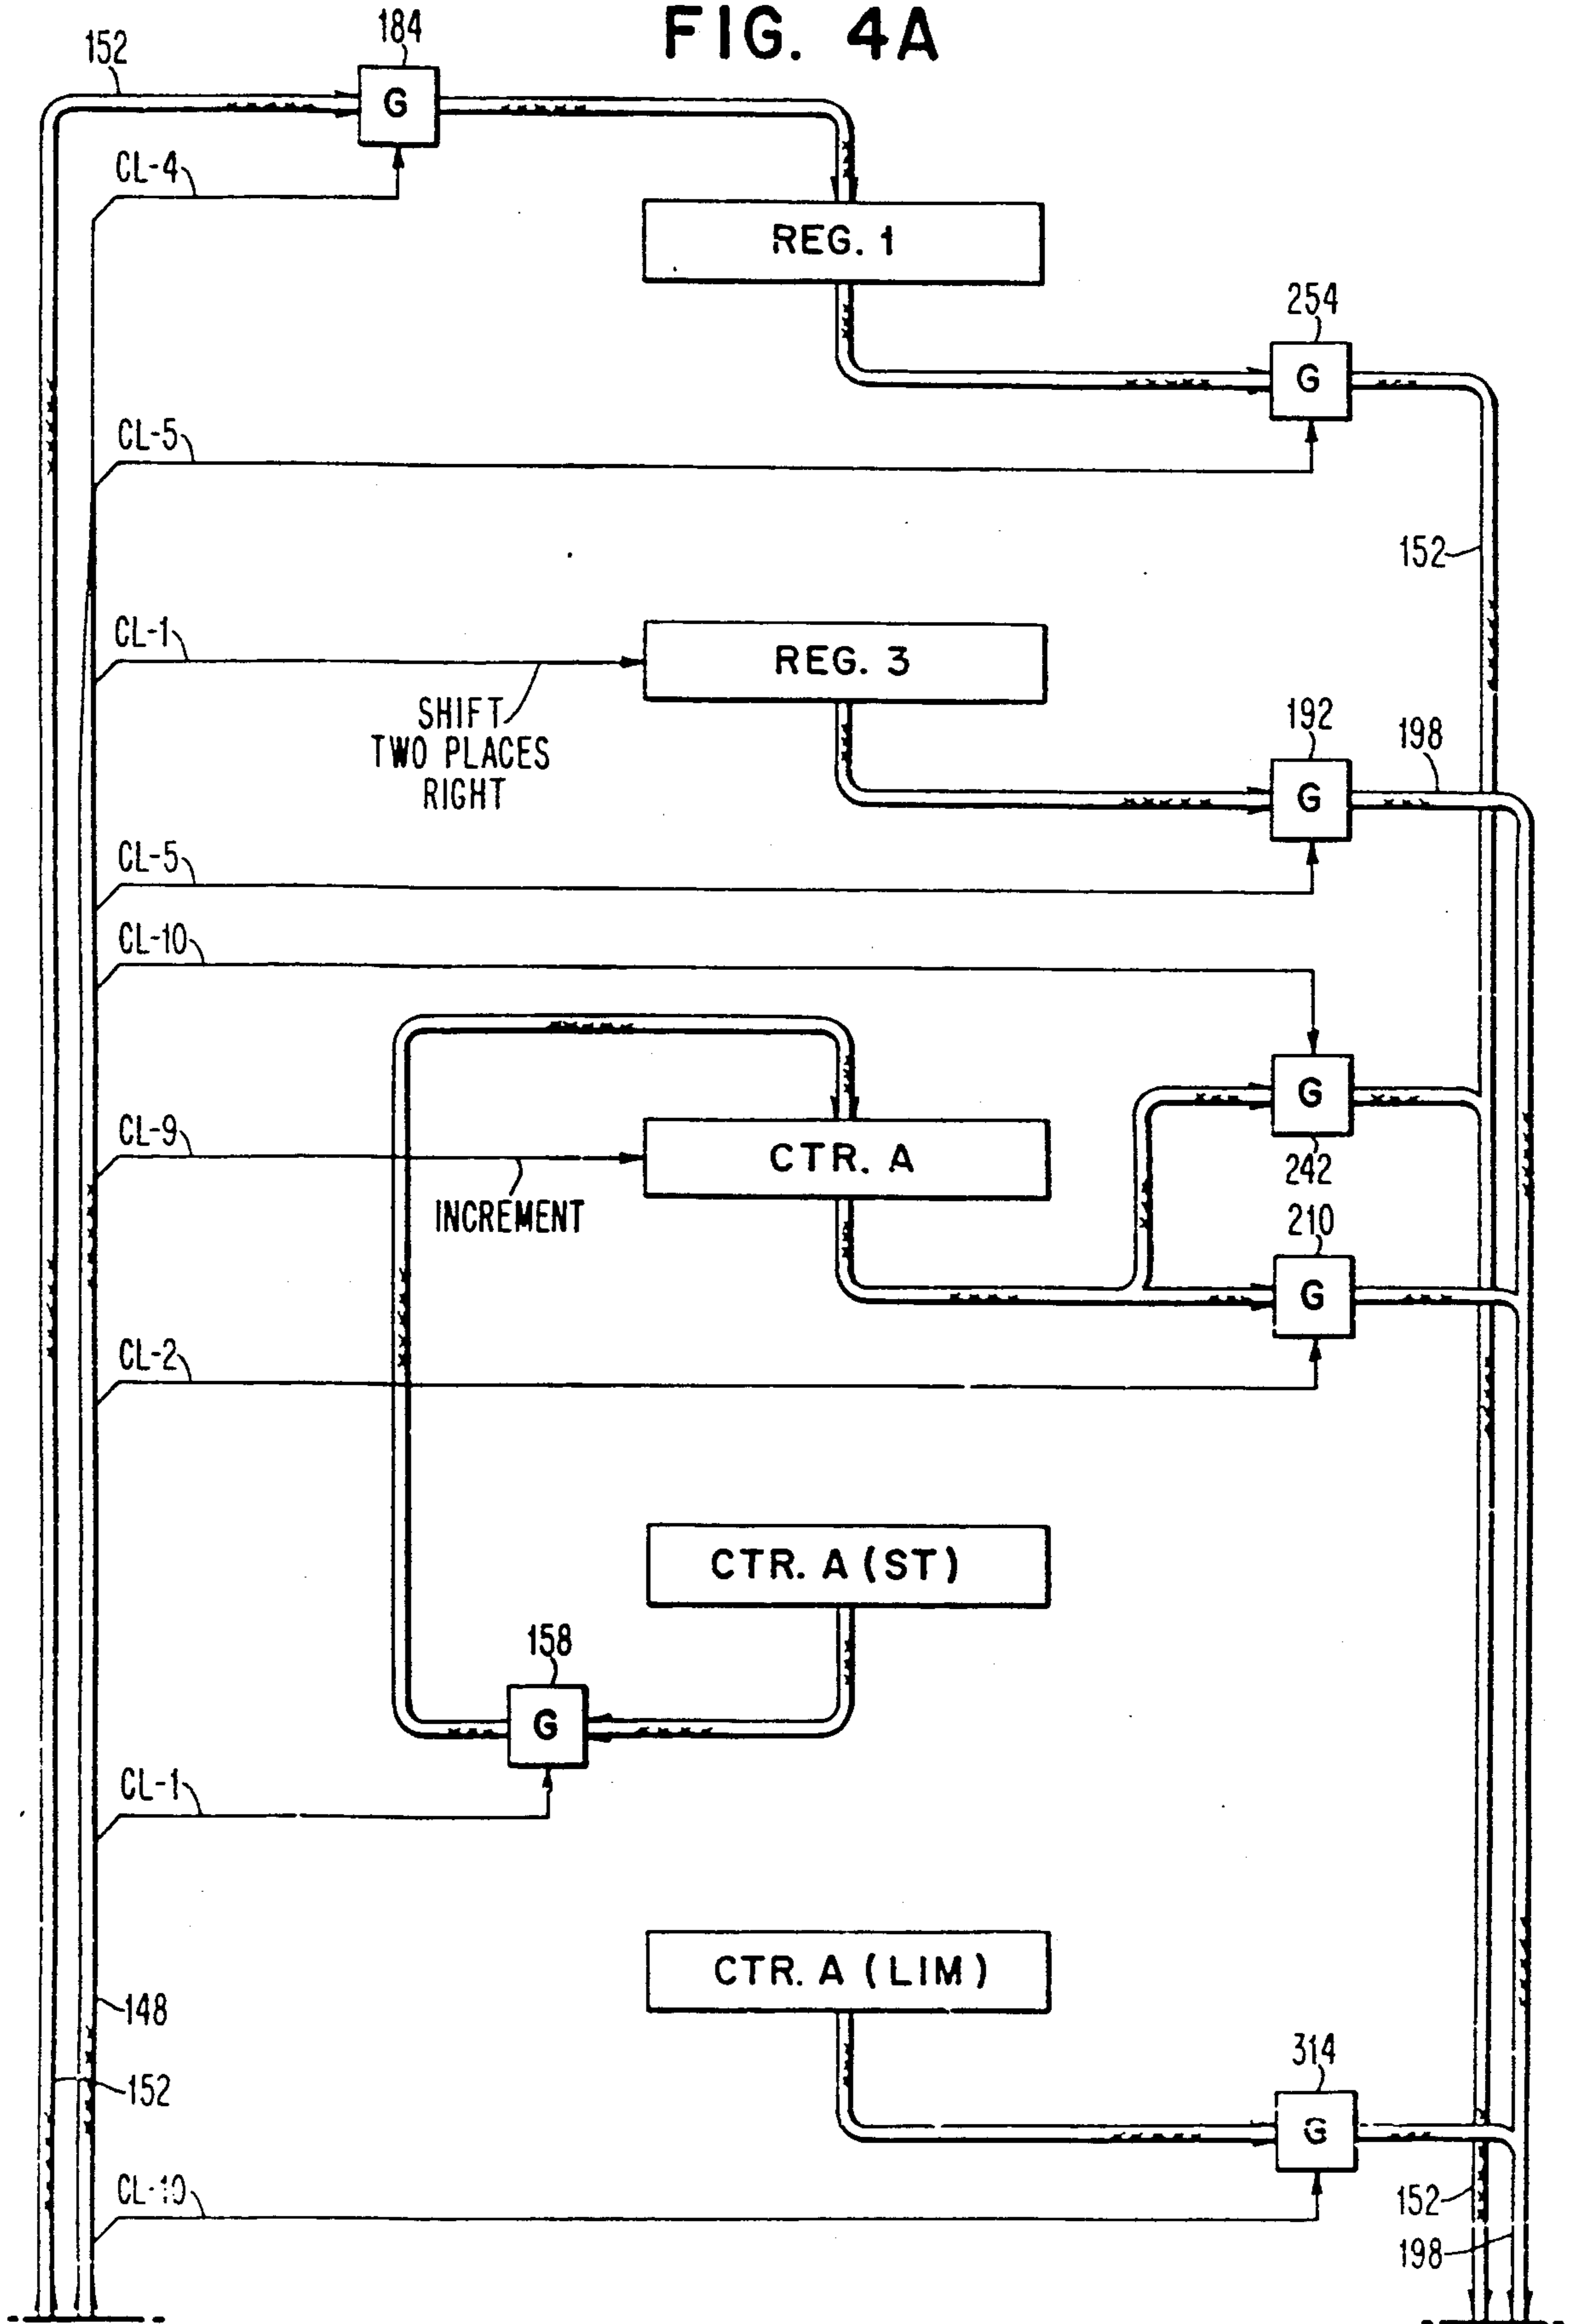 FIG. 4A
152
184
G
CL-4
REG. 1
254
G
CL-5
152
CL-1
REG. 3
SHIFT
TWO PLACES
RIGHT
192
198
G
CL-5
CL-10
G
CL-9
CTR. A
242
INCREMENT
210
G
CL-2
CTR. A (ST)
158
G
CL-1
CTR. A (LIM)
148
314
152
G
CL-10
152
198